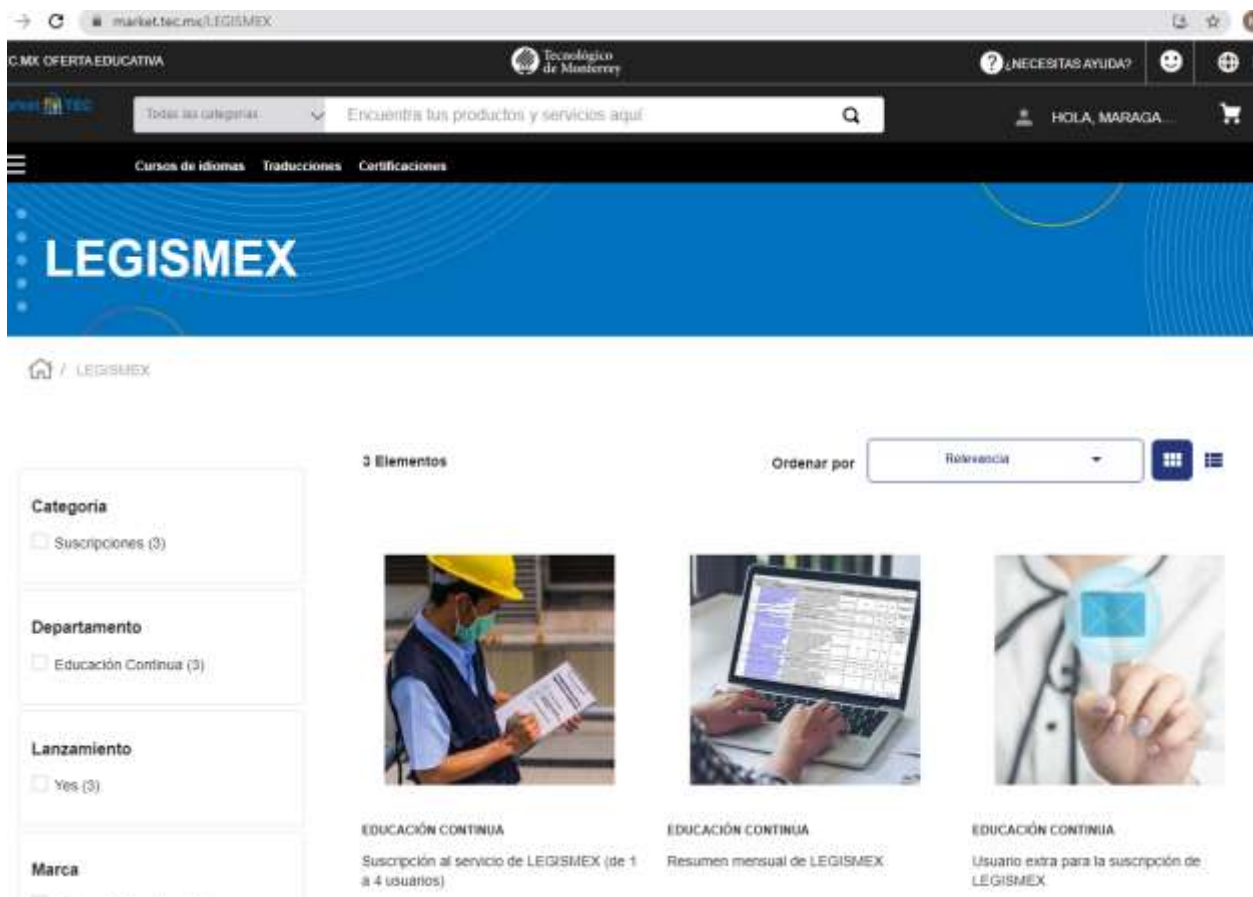 market.tec.mx/LEGISMEX
C.MX OFERTA EDUCATIVA
Tecnológico
de Monterrey
¿NECESITAS AYUDA?
TEC
Todas las categorías
Encuentra tus productos y servicios aquí
HOLA, MARAGA...
Cursos de idiomas Traducciones Certificaciones
LEGISMEX
/ LEGISMEX
3 Elementos
Ordenar por
Relevancia
Categoría
Suscripciones (3)
Departamento
Educación Continua (3)
Lanzamiento
Yes (3)
Marca
EDUCACIÓN CONTINUA
Suscripción al servicio de LEGISMEX (de 1
a 4 usuarios)
EDUCACIÓN CONTINUA
Resumen mensual de LEGISMEX
EDUCACIÓN CONTINUA
Usuario extra para la suscripción de
LEGISMEX